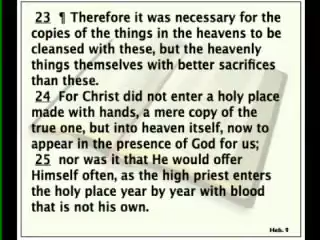 23 ¶ Therefore it was necessary for the
copies of the things in the heavens to be
cleansed with these, but the heavenly
things themselves with better sacrifices
than these.
24 For Christ did not enter a holy place
made with hands, a mere copy of the
true one, but into heaven itself, now to
appear in the presence of God for us;
25 nor was it that He would offer
Himself often, as the high priest enters
the holy place year by year with blood
that is not his own.
Heb. 9